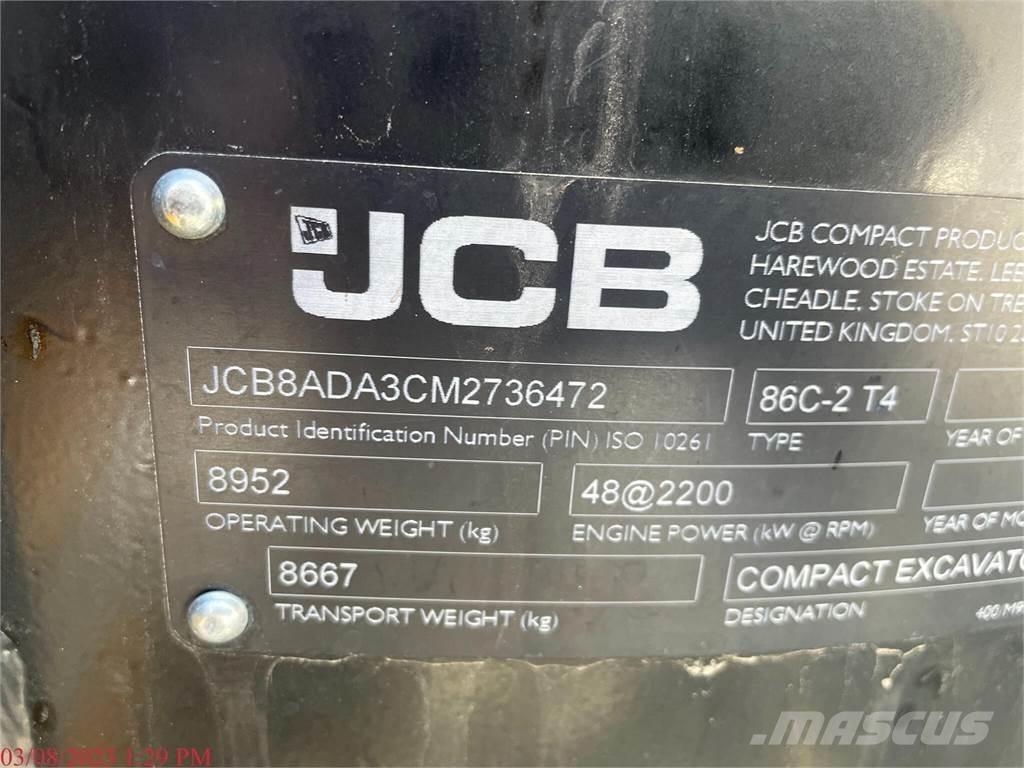 JCB
JCB COMPACT PRODUC
HAREWOOD ESTATE, LEE
CHEADLE, STOKE ON TRE
UNITED KINGDOM, ST10 2
JCB8ADA3CM2736472
Product Identification Number (PIN) ISO 10261
86C-2 T4
TYPE
YEAR OF
8952
OPERATING WEIGHT (kg)
48@2200
ENGINE POWER (kW @ RPM)
YEAR OF MO
8667
TRANSPORT WEIGHT (kg)
COMPACT EXCAVATO
DESIGNATION
MASCUS
03/08/2023 1:29 PM